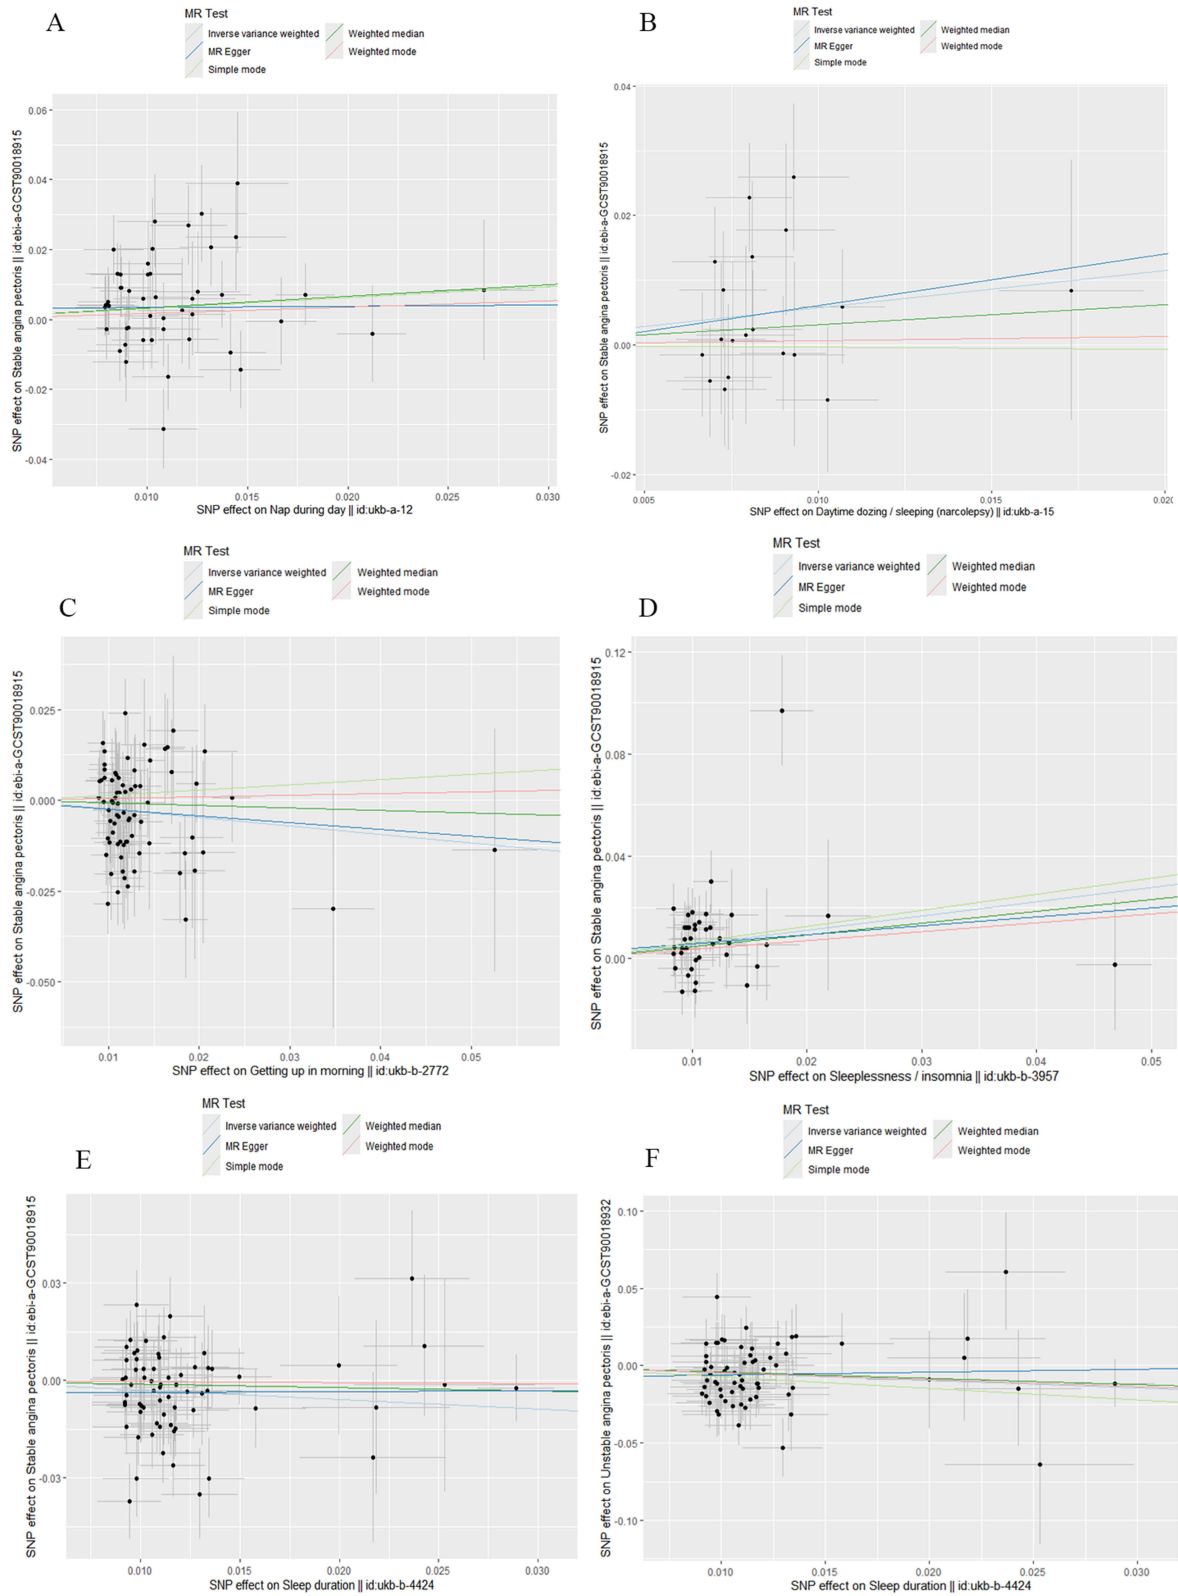 A
MR Test
Inverse variance weighted
Weighted median
MR Egger
Weighted mode
Simple mode
SNP effect on Stable angina pectoris || id:ebi-a-GCST90018915
0.06
0.04
0.02
0.00
-0.02
-0.04
0.010
0.015
0.020
0.025
0.030
SNP effect on Nap during day || id:ukb-a-12
B
MR Test
Inverse variance weighted
Weighted median
MR Egger
Weighted mode
Simple mode
SNP effect on Stable angina pectoris || id:ebi-a-GCST90018915
0.04
0.02
0.00
-0.02
0.005
0.010
0.015
0.020
SNP effect on Daytime dozing / sleeping (narcolepsy) || id:ukb-a-15
C
MR Test
Inverse variance weighted
Weighted median
MR Egger
Weighted mode
Simple mode
SNP effect on Stable angina pectoris || id:ebi-a-GCST90018915
0.025
0.000
-0.025
-0.050
0.01
0.02
0.03
0.04
0.05
SNP effect on Getting up in morning || id:ukb-b-2772
D
MR Test
Inverse variance weighted
Weighted median
MR Egger
Weighted mode
Simple mode
SNP effect on Stable angina pectoris || id:ebi-a-GCST90018915
0.12
0.08
0.04
0.00
0.01
0.02
0.03
0.04
0.05
SNP effect on Sleeplessness / insomnia || id:ukb-b-3957
E
MR Test
Inverse variance weighted
Weighted median
MR Egger
Weighted mode
Simple mode
SNP effect on Stable angina pectoris || id:ebi-a-GCST90018915
0.03
0.00
-0.03
0.010
0.015
0.020
0.025
0.030
SNP effect on Sleep duration || id:ukb-b-4424
F
MR Test
Inverse variance weighted
Weighted median
MR Egger
Weighted mode
Simple mode
SNP effect on Unstable angina pectoris || id:ebi-a-GCST90018932
0.10
0.05
0.00
-0.05
-0.10
0.010
0.015
0.020
0.025
0.030
SNP effect on Sleep duration || id:ukb-b-4424